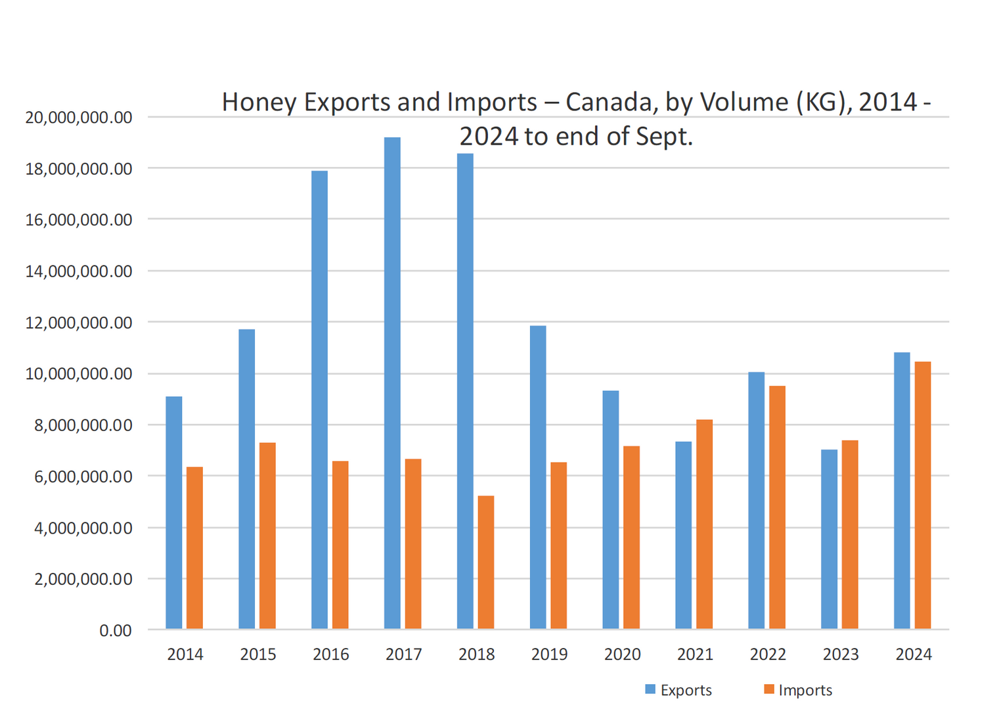 Honey Exports and Imports – Canada, by Volume (KG), 2014 -
2024 to end of Sept.
20,000,000.00
18,000,000.00
16,000,000.00
14,000,000.00
12,000,000.00
10,000,000.00
8,000,000.00
6,000,000.00
4,000,000.00
2,000,000.00
0.00
2014 2015 2016 2017 2018 2019 2020 2021 2022 2023 2024
Exports Imports